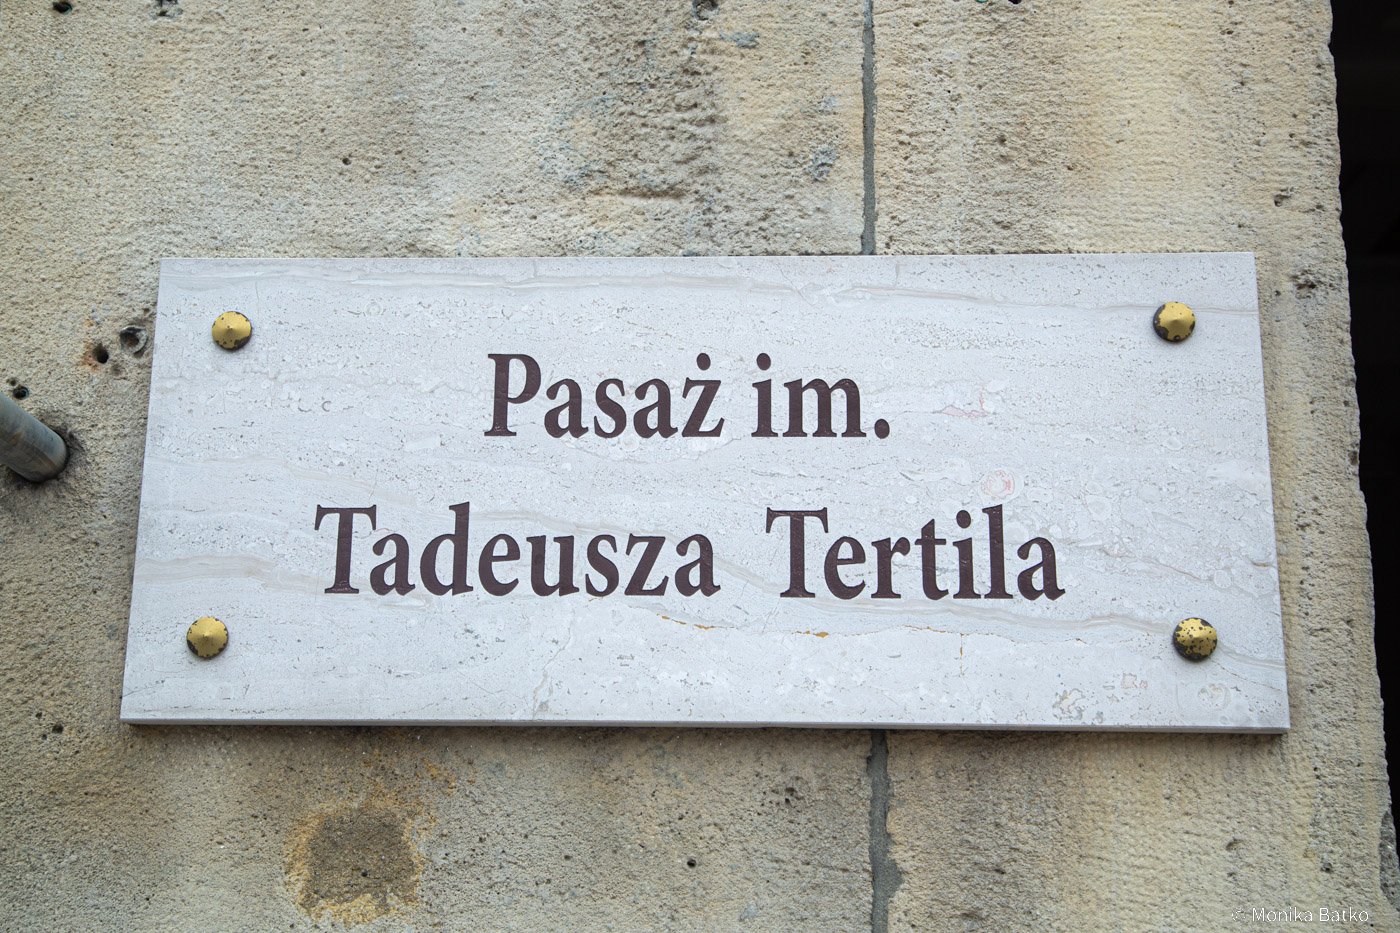 Pasaż im.
Tadeusza Tertila
© Monika Batko